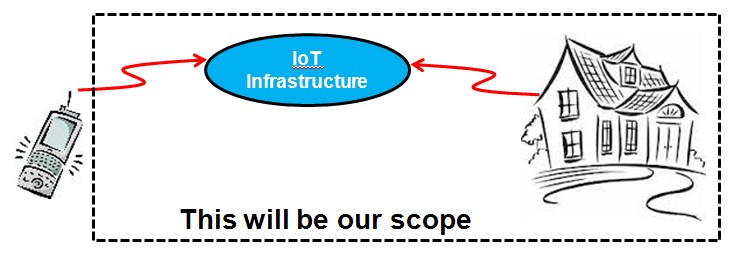 IoT
Infrastructure
This will be our scope